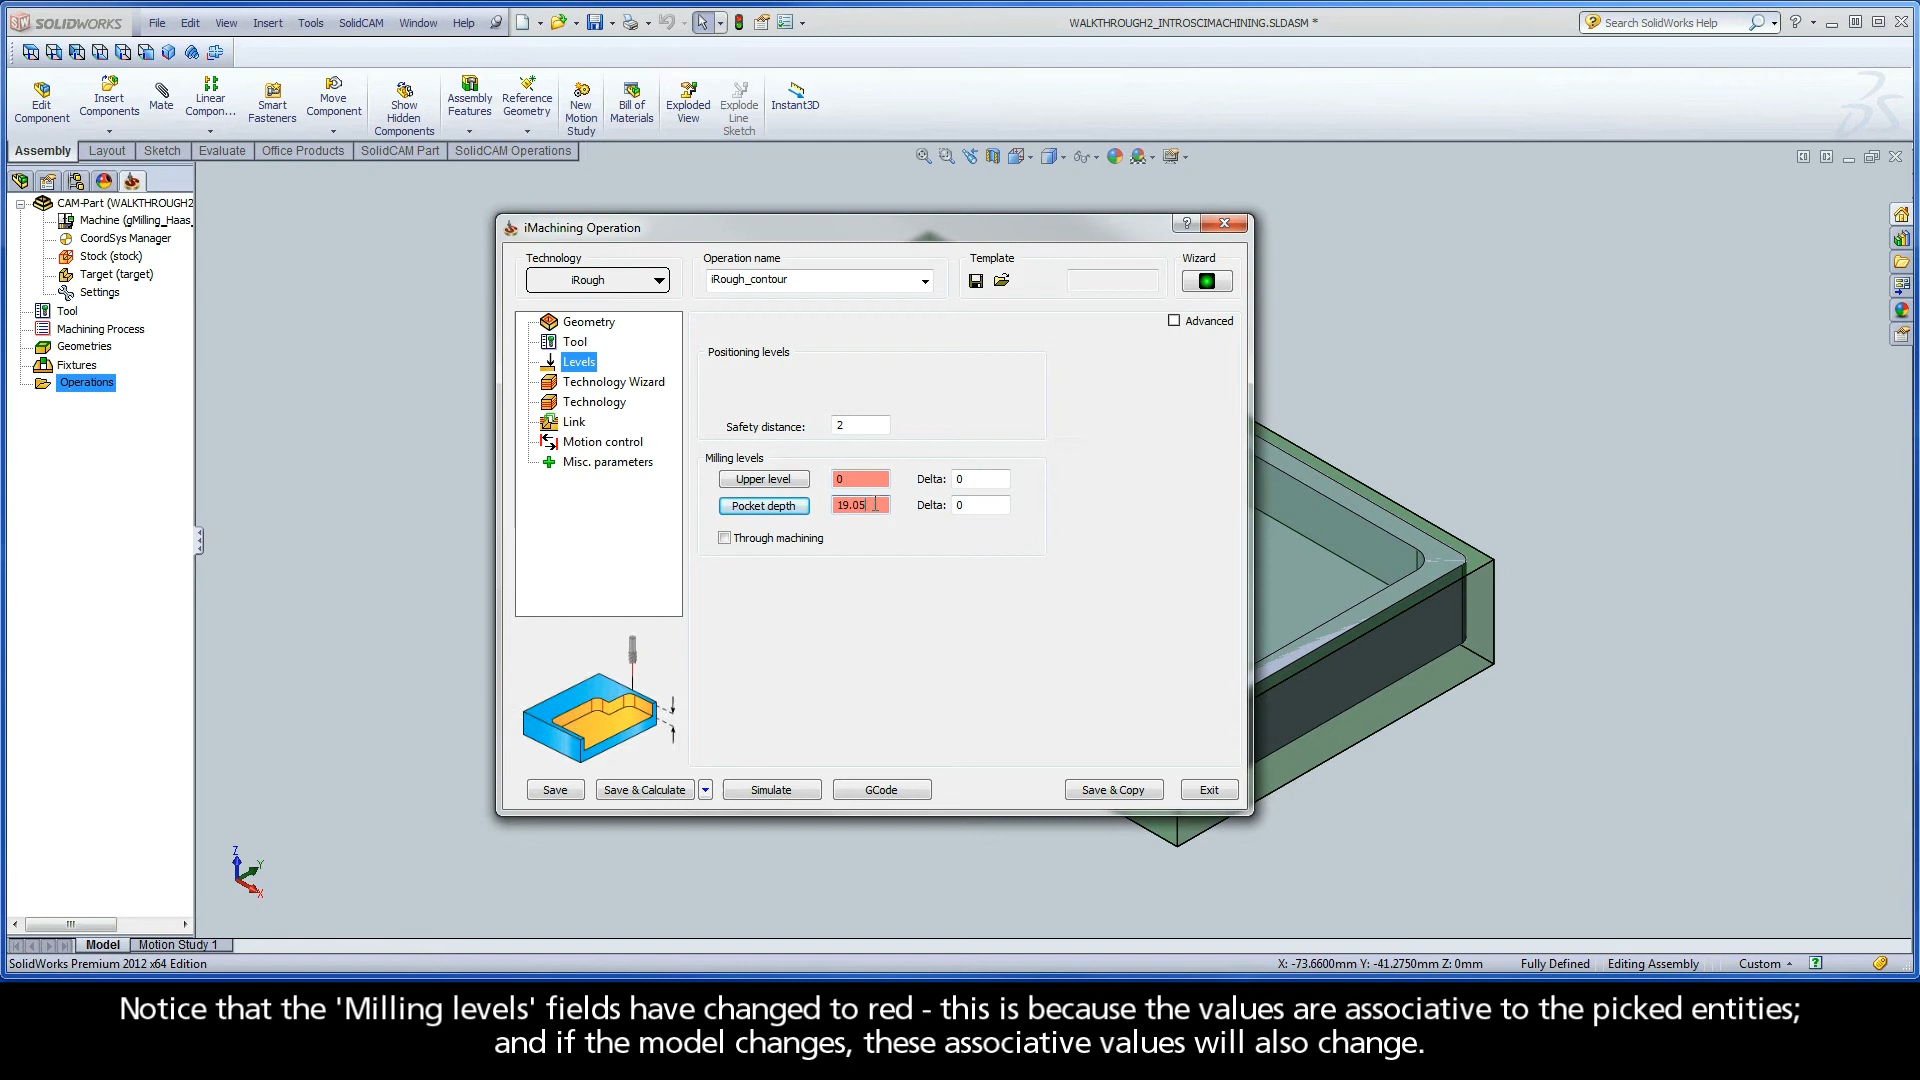 SOLIDWORKS File Edit View Insert Tools SolidCAM Window Help WALKTHROUGH2_INTROSCIMACHINING.SLDASM * Search SolidWorks Help
Edit Component
Insert Components
Mate
Linear Compon...
Smart Fasteners
Move Component
Show Hidden Components
Assembly Features
Reference Geometry
New Motion Study
Bill of Materials
Exploded View
Explode Line Sketch
Instant3D
Assembly Layout Sketch Evaluate Office Products SolidCAM Part SolidCAM Operations
CAM-Part (WALKTHROUGH2
Machine (gMilling_Haas_
CoordSys Manager
Stock (stock)
Target (target)
Settings
Tool
Machining Process
Geometries
Fixtures
Operations
iMachining Operation
Technology
iRough
Operation name
iRough_contour
Template
Wizard
Geometry
Tool
Levels
Technology Wizard
Technology
Link
Motion control
Misc. parameters
Advanced
Positioning levels
Safety distance: 2
Milling levels
Upper level 0 Delta: 0
Pocket depth 19.05 Delta: 0
Through machining
Save Save & Calculate Simulate GCode Save & Copy Exit
Z
Y
X
Model Motion Study 1
SolidWorks Premium 2012 x64 Edition X: -73.6600mm Y: -41.2750mm Z: 0mm Fully Defined Editing Assembly Custom
Notice that the 'Milling levels' fields have changed to red - this is because the values are associative to the picked entities;
and if the model changes, these associative values will also change.